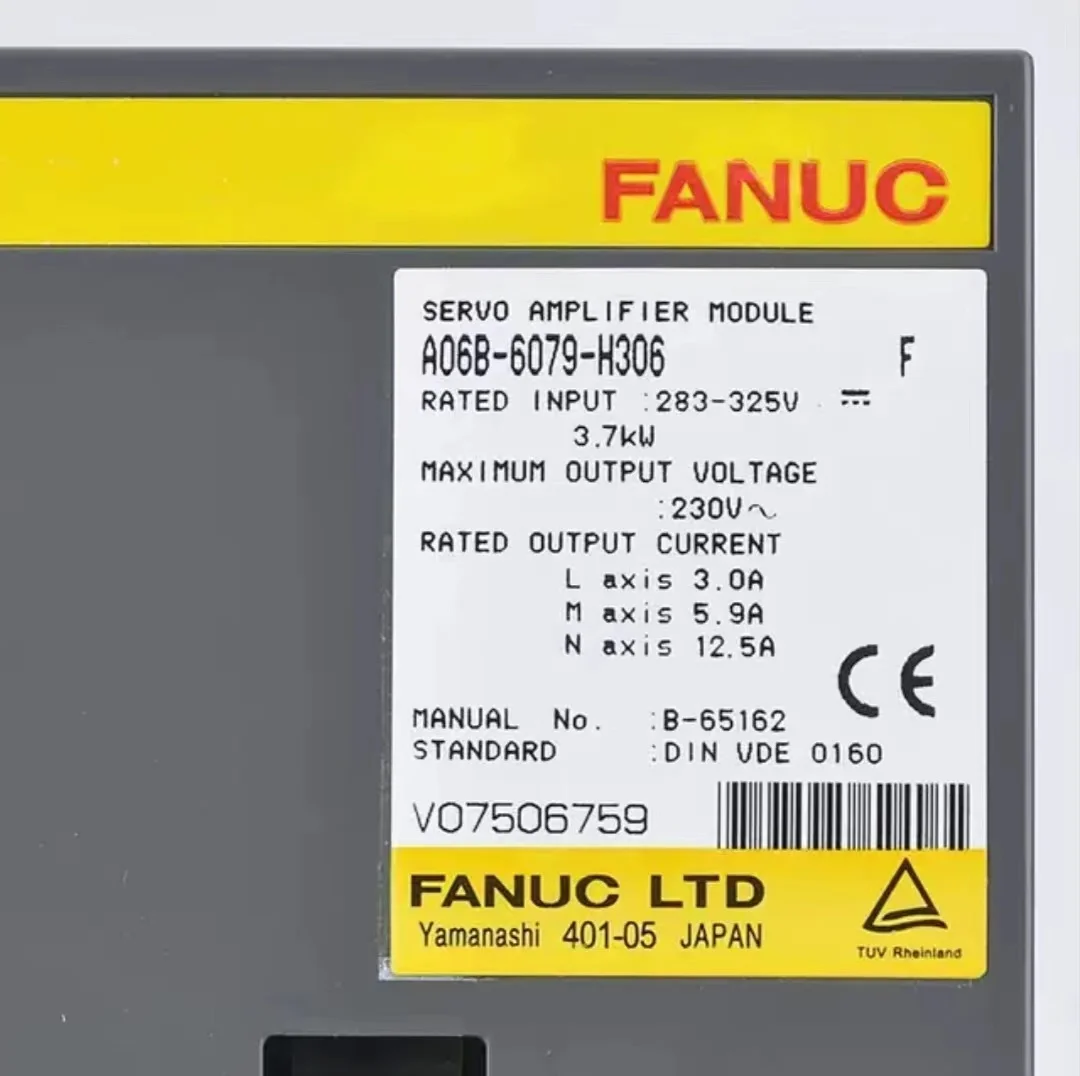 FANUC
SERVO AMPLIFIER MODULE
A06B-6079-H306 F
RATED INPUT :283-325V ⎓
3.7kW
MAXIMUM OUTPUT VOLTAGE
:230V~
RATED OUTPUT CURRENT
L axis 3.0A
M axis 5.9A
N axis 12.5A
CE
MANUAL No. :B-65162
STANDARD :DIN VDE 0160
V07506759
FANUC LTD
Yamanashi 401-05 JAPAN
TUV Rheinland